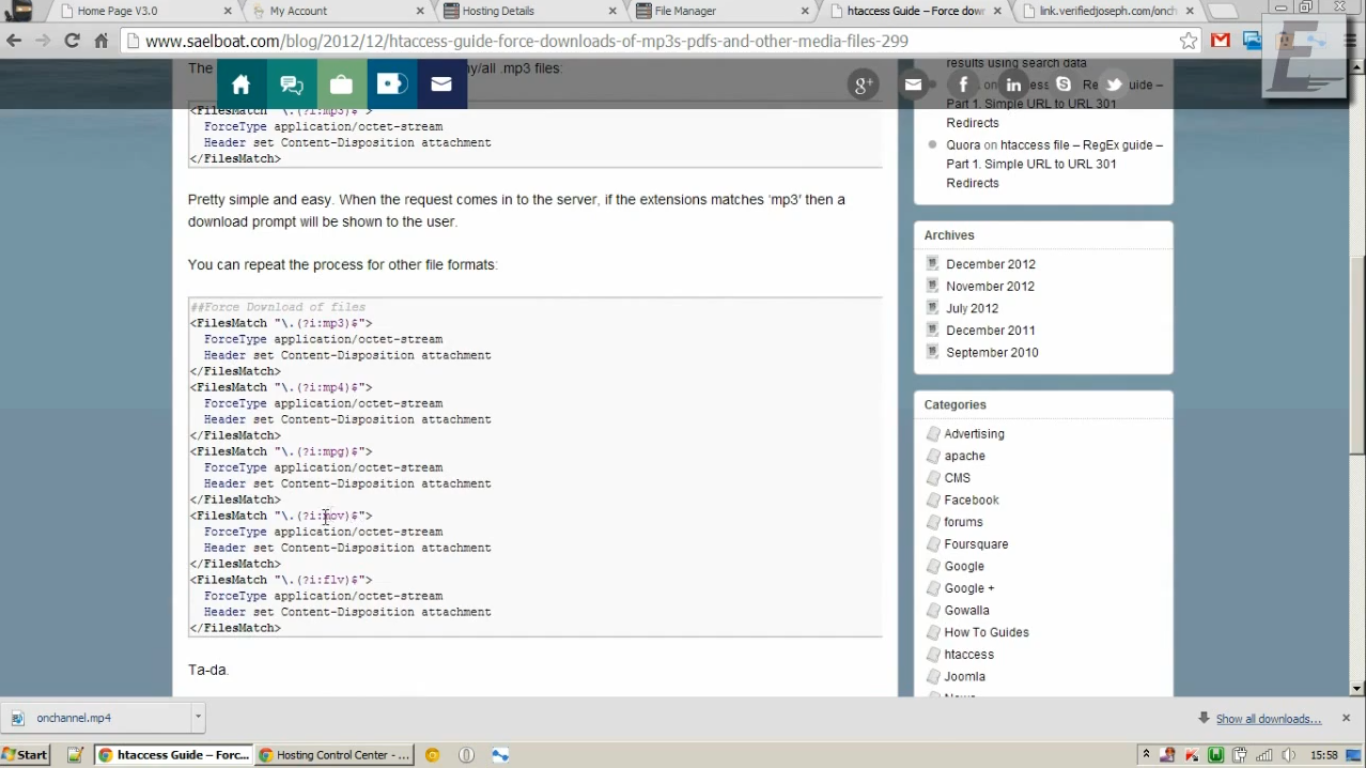 Home Page V3.0
My Account
Hosting Details
File Manager
htaccess Guide – Force dow
link.verifiedjoseph.com/onch
www.saelboat.com/blog/2012/12/htaccess-guide-force-downloads-of-mp3s-pdfs-and-other-media-files-299
The
ny/all .mp3 files:
<FilesMatch "\.(?i:mp3)$">
ForceType application/octet-stream
Header set Content-Disposition attachment
</FilesMatch>
Pretty simple and easy. When the request comes in to the server, if the extensions matches 'mp3' then a
download prompt will be shown to the user.
You can repeat the process for other file formats:
##Force Download of files
<FilesMatch "\.(?i:mp3)$">
ForceType application/octet-stream
Header set Content-Disposition attachment
</FilesMatch>
<FilesMatch "\.(?i:mp4)$">
ForceType application/octet-stream
Header set Content-Disposition attachment
</FilesMatch>
<FilesMatch "\.(?i:mpg)$">
ForceType application/octet-stream
Header set Content-Disposition attachment
</FilesMatch>
<FilesMatch "\.(?i:mov)$">
ForceType application/octet-stream
Header set Content-Disposition attachment
</FilesMatch>
<FilesMatch "\.(?i:flv)$">
ForceType application/octet-stream
Header set Content-Disposition attachment
</FilesMatch>
Ta-da.
results using search data
on
uide –
Part 1. Simple URL to URL 301
Redirects
Quora on htaccess file – RegEx guide –
Part 1. Simple URL to URL 301
Redirects
Archives
December 2012
November 2012
July 2012
December 2011
September 2010
Categories
Advertising
apache
CMS
Facebook
forums
Foursquare
Google
Google +
Gowalla
How To Guides
htaccess
Joomla
onchannel.mp4
Show all downloads...
Start
htaccess Guide – Forc...
Hosting Control Center - ...
15:58